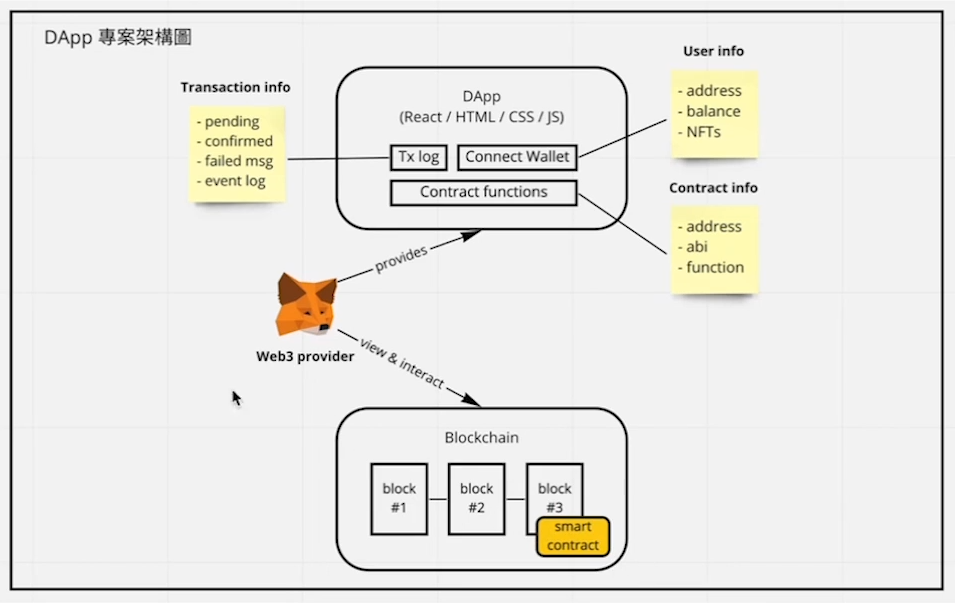 DApp 專案架構圖
Transaction info
- pending
- confirmed
- failed msg
- event log
DApp
(React / HTML / CSS / JS)
Tx log
Connect Wallet
Contract functions
User info
- address
- balance
- NFTs
Contract info
- address
- abi
- function
provides
Web3 provider
view & interact
Blockchain
block
#1
block
#2
block
#3
smart
contract